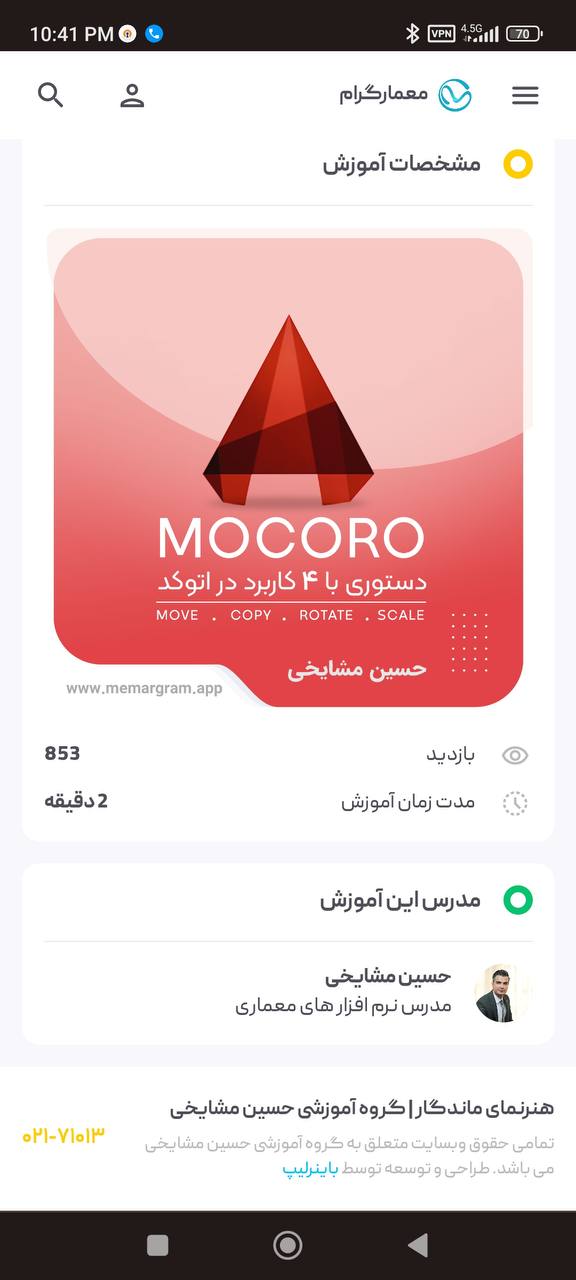 10:41 PM VPN 4.5G 70
معمارگرام
مشخصات آموزش
MOCORO
دستوری با ۴ کاربرد در اتوکد
MOVE . COPY . ROTATE . SCALE
حسین مشایخی
www.memargram.app
بازدید 853
مدت زمان آموزش 2 دقیقه
مدرس این آموزش
حسین مشایخی
مدرس نرم افزار های معماری
هنرنمای ماندگار | گروه آموزشی حسین مشایخی
تمامی حقوق وبسایت متعلق به گروه آموزشی حسین مشایخی
می باشد. طراحی و توسعه توسط باینرلیپ
۰۲۱-۷۱۰۱۳